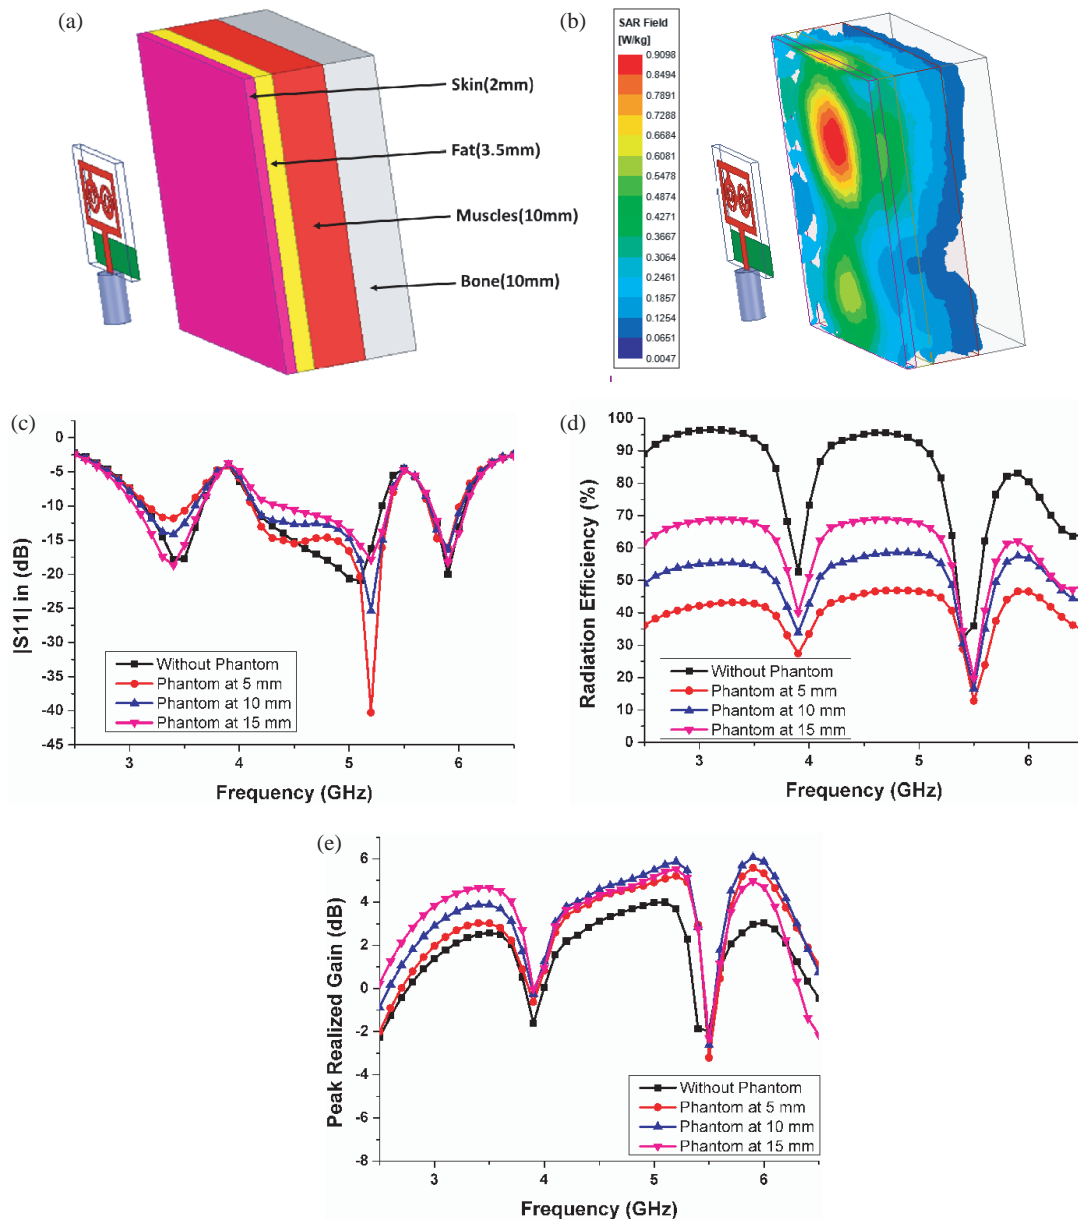 (a)
Skin(2mm)
Fat(3.5mm)
Muscles(10mm)
Bone(10mm)
(b)
SAR Field
[W/kg]
0.9098
0.8494
0.7891
0.7288
0.6684
0.6081
0.5478
0.4874
0.4271
0.3667
0.3064
0.2461
0.1857
0.1254
0.0651
0.0047
(c)
0
-5
-10
-15
-20
-25
-30
-35
-40
-45
|S11| in (dB)
Without Phantom
Phantom at 5 mm
Phantom at 10 mm
Phantom at 15 mm
3 4 5 6
Frequency (GHz)
(d)
100
90
80
70
60
50
40
30
20
10
0
Radiation Efficiency (%)
Without Phantom
Phantom at 5 mm
Phantom at 10 mm
Phantom at 15 mm
3 4 5 6
Frequency (GHz)
(e)
6
4
2
0
-2
-4
-6
-8
Peak Realized Gain (dB)
Without Phantom
Phantom at 5 mm
Phantom at 10 mm
Phantom at 15 mm
3 4 5 6
Frequency (GHz)